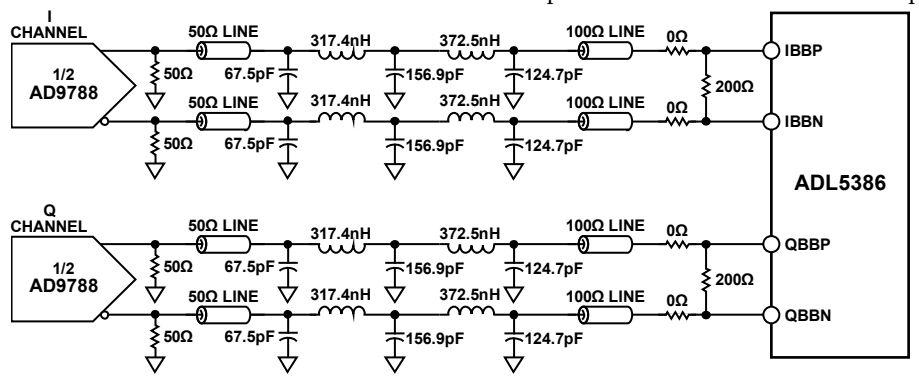 I
CHANNEL
1/2
AD9788
50Ω
50Ω LINE
67.5pF
317.4nH
156.9pF
372.5nH
124.7pF
100Ω LINE
0Ω
IBBP
200Ω
50Ω
50Ω LINE
67.5pF
317.4nH
156.9pF
372.5nH
124.7pF
100Ω LINE
0Ω
IBBN
ADL5386
Q
CHANNEL
1/2
AD9788
50Ω
50Ω LINE
67.5pF
317.4nH
156.9pF
372.5nH
124.7pF
100Ω LINE
0Ω
QBBP
200Ω
50Ω
50Ω LINE
67.5pF
317.4nH
156.9pF
372.5nH
124.7pF
100Ω LINE
0Ω
QBBN